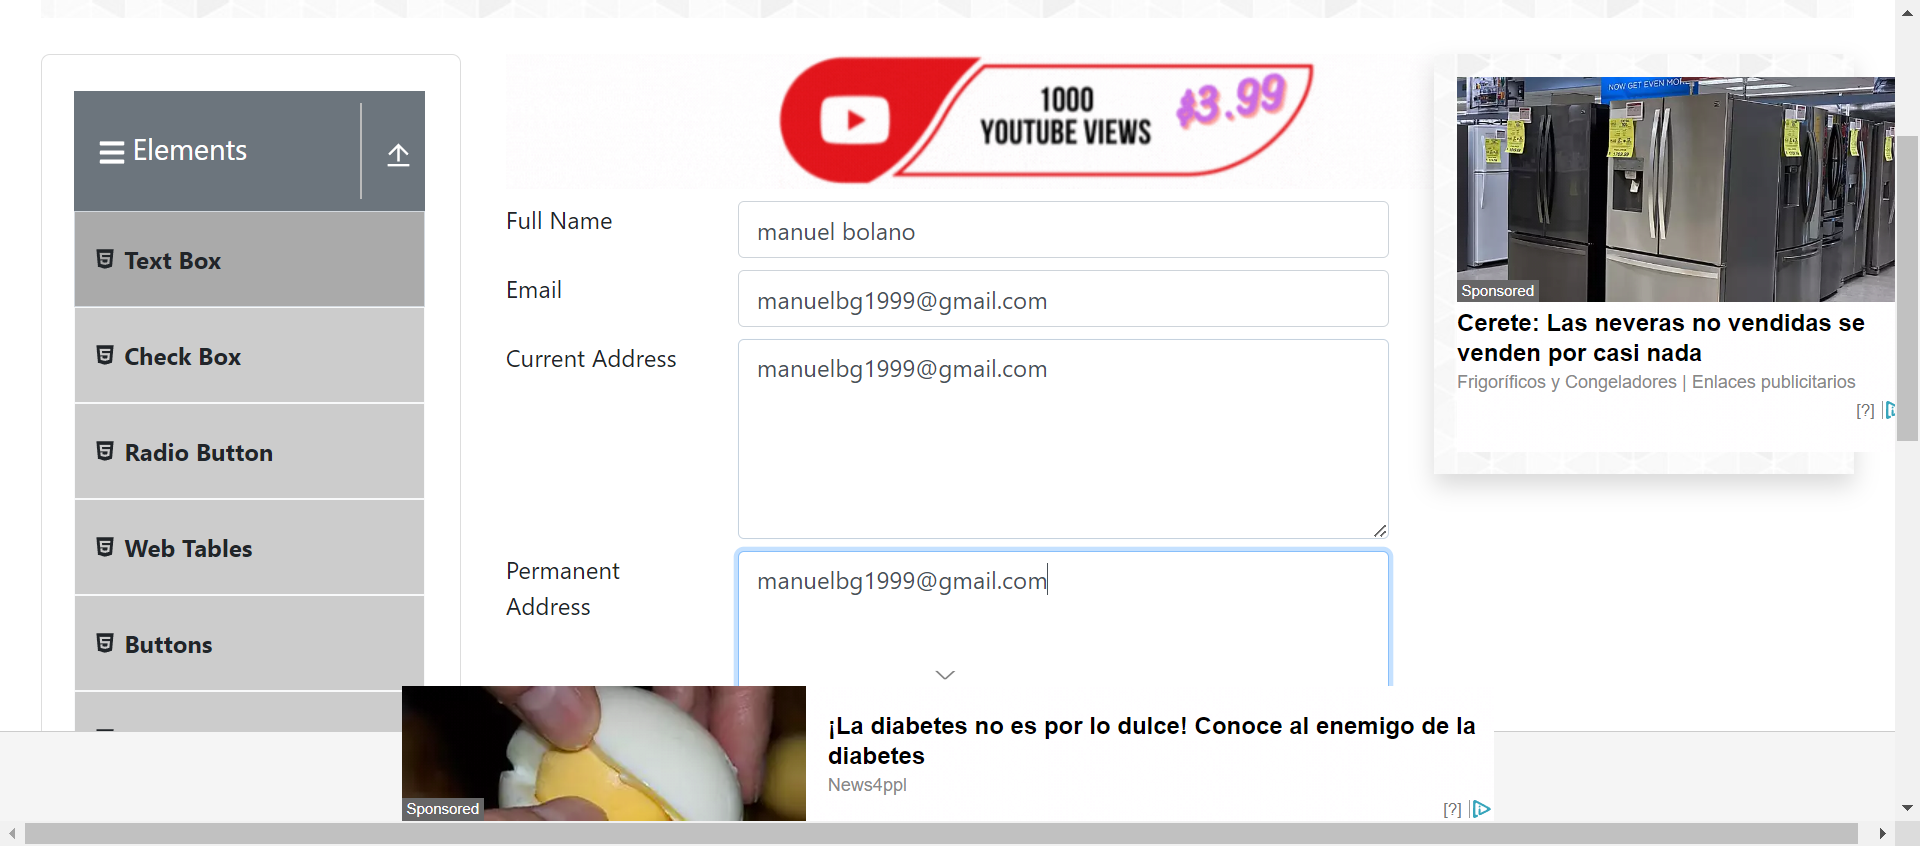 Elements
Text Box
Check Box
Radio Button
Web Tables
Buttons
1000
YOUTUBE VIEWS
$3.99
Full Name
manuel bolano
Email
manuelbg1999@gmail.com
Current Address
manuelbg1999@gmail.com
Permanent
Address
manuelbg1999@gmail.com
NOW GET EVEN MOR
Sponsored
Cerete: Las neveras no vendidas se
venden por casi nada
Frigoríficos y Congeladores | Enlaces publicitarios
[?]
Sponsored
¡La diabetes no es por lo dulce! Conoce al enemigo de la
diabetes
News4ppl
[?]